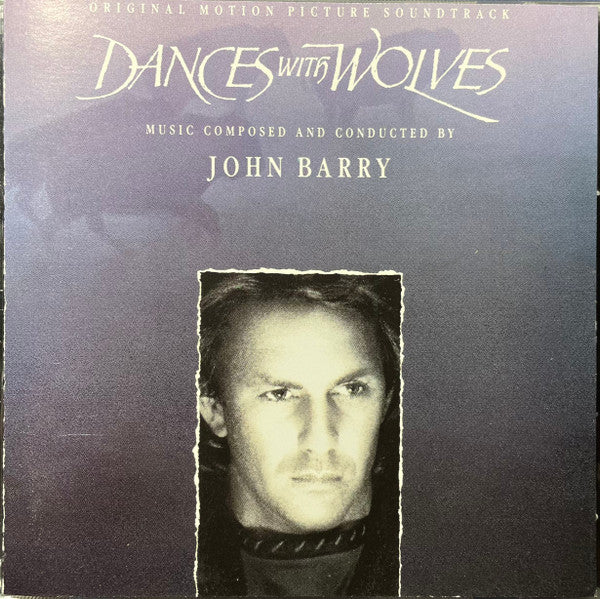 ORIGINAL MOTION PICTURE SOUNDTRACK
DANCES WITH WOLVES
MUSIC COMPOSED AND CONDUCTED BY
JOHN BARRY